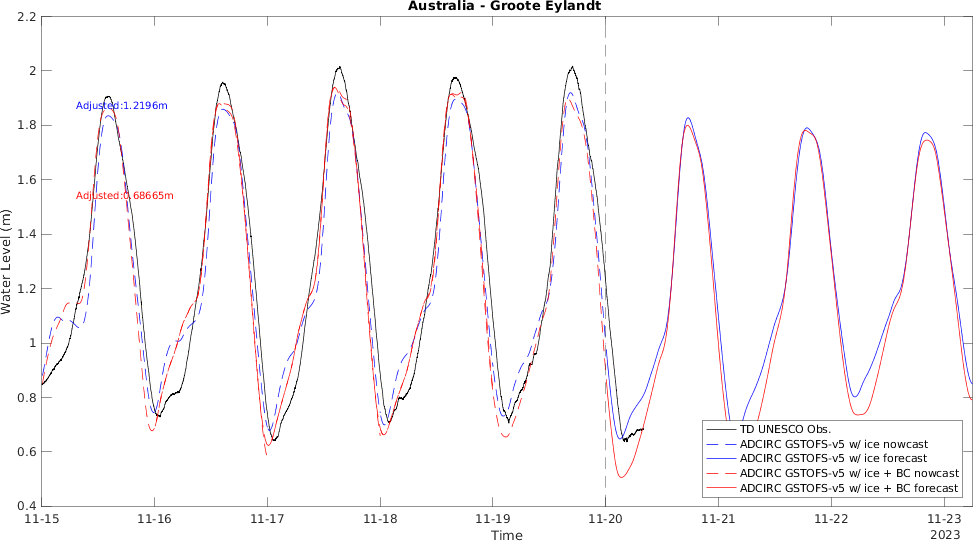 Australia - Groote Eylandt
2.2
2
1.8
1.6
1.4
1.2
1
0.8
0.6
0.4
Water Level (m)
Adjusted:1.2196m
Adjusted:0.68665m
TD UNESCO Obs.
ADCIRC GSTOFS-v5 w/ ice nowcast
ADCIRC GSTOFS-v5 w/ ice forecast
ADCIRC GSTOFS-v5 w/ ice + BC nowcast
ADCIRC GSTOFS-v5 w/ ice + BC forecast
11-15 11-16 11-17 11-18 11-19 11-20 11-21 11-22 11-23
Time
2023